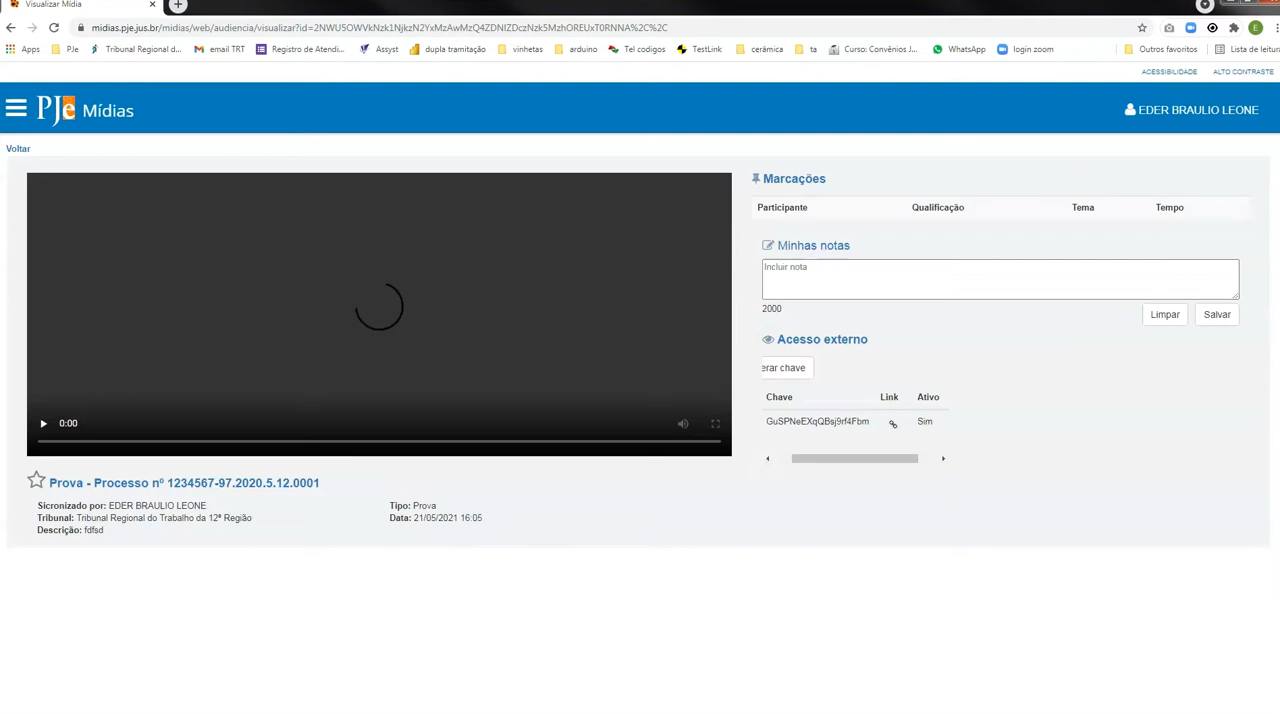 Visualizar Mídia
midias.pje.jus.br/midias/web/audiencia/visualizar?id=2NWU5OWVkNzk1NjkzN2YxMzAwMzQ4ZDNlZDczNzk5MzhOREUxT0RNNA%2C%2C
Apps PJe Tribunal Regional d... email TRT Registro de Atendi... Assyst dupla tramitação vinhetas arduino Tel codigos TestLink cerâmica ta Curso: Convênios J... WhatsApp login zoom Outros favoritos Lista de leitura
ACESSIBILIDADE ALTO CONTRASTE
PJe Mídias EDER BRAULIO LEONE
Voltar
Marcações
Participante Qualificação Tema Tempo
Minhas notas
Incluir nota
2000 Limpar Salvar
Acesso externo
erar chave
Chave Link Ativo
GuSPNeEXqQBsj9rf4Fbm Sim
0:00
Prova - Processo nº 1234567-97.2020.5.12.0001
Sicronizado por: EDER BRAULIO LEONE Tipo: Prova
Tribunal: Tribunal Regional do Trabalho da 12ª Região Data: 21/05/2021 16:05
Descrição: fdfsd